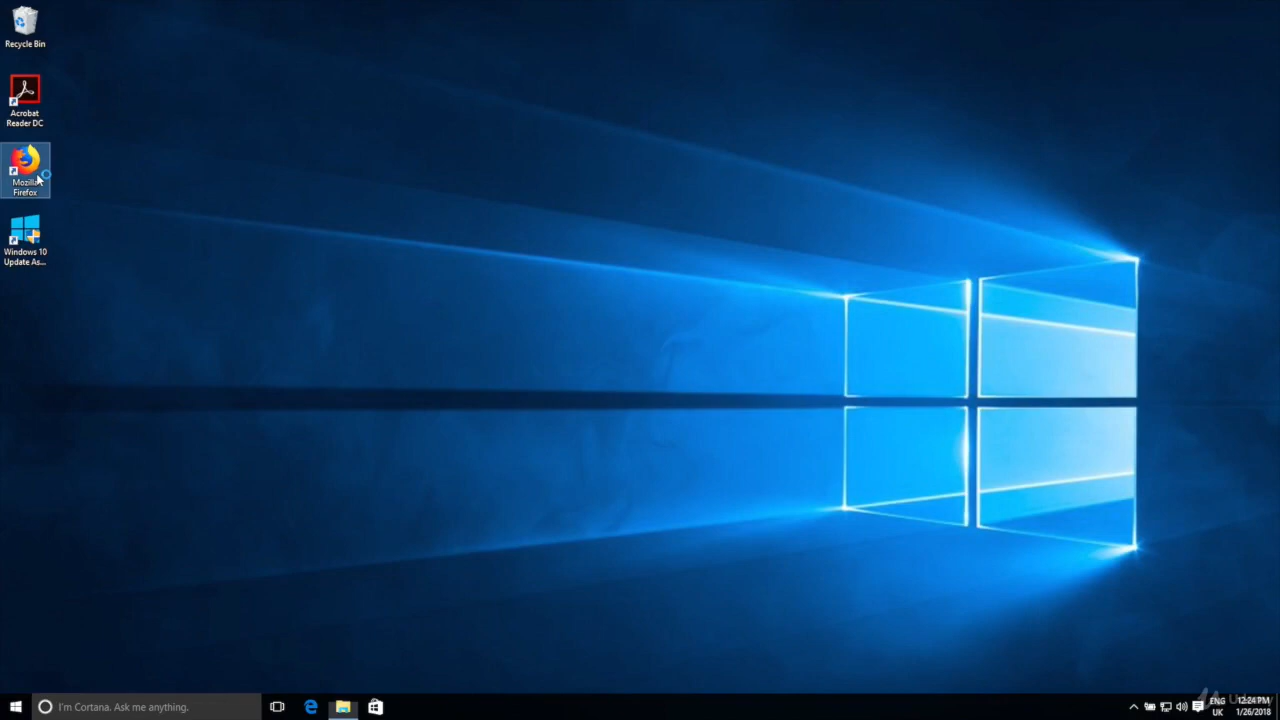 Recycle Bin
Acrobat
Reader DC
Mozilla
Firefox
Windows 10
Update As...
I'm Cortana. Ask me anything.
ENG
UK
12:24 PM
1/26/2018